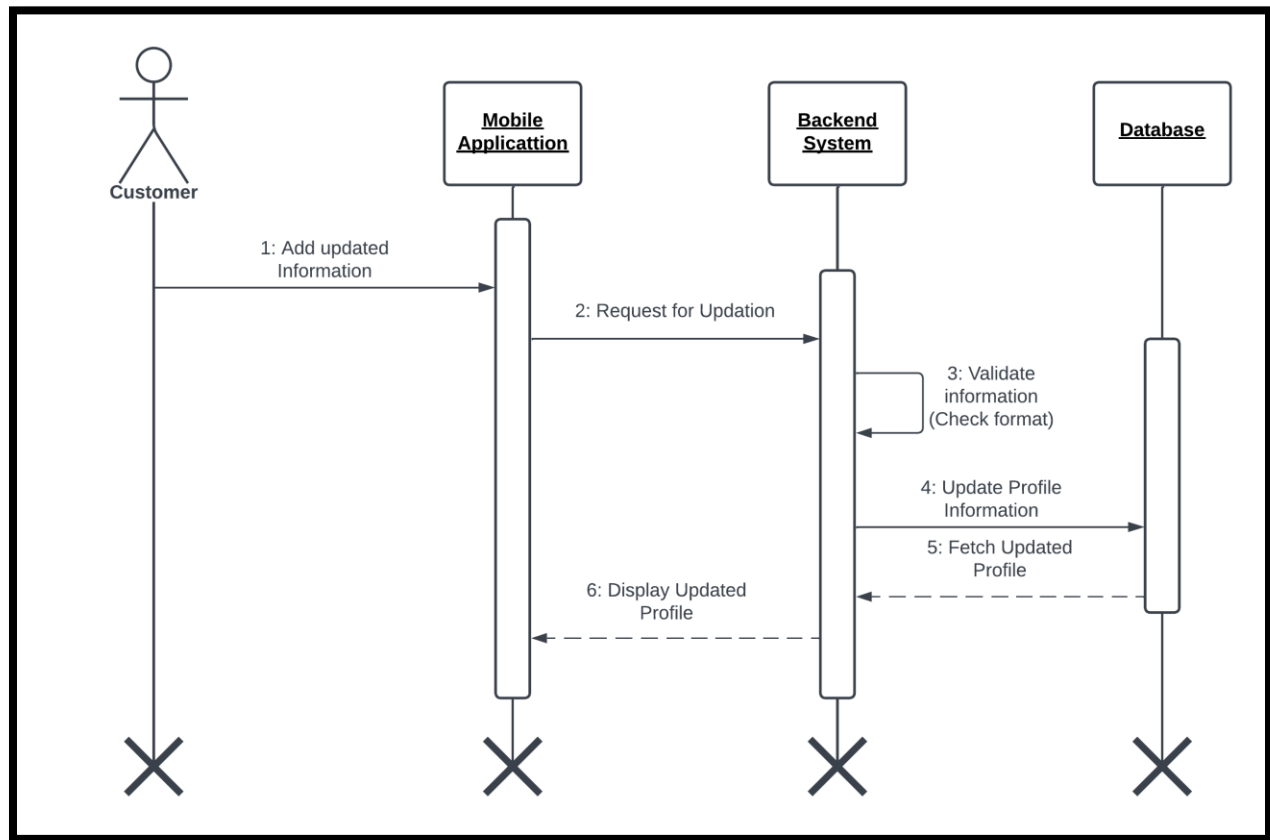 Mobile
Applicattion
Backend
System
Database
Customer
1: Add updated
Information
2: Request for Updation
3: Validate
information
(Check format)
4: Update Profile
Information
5: Fetch Updated
Profile
6: Display Updated
Profile